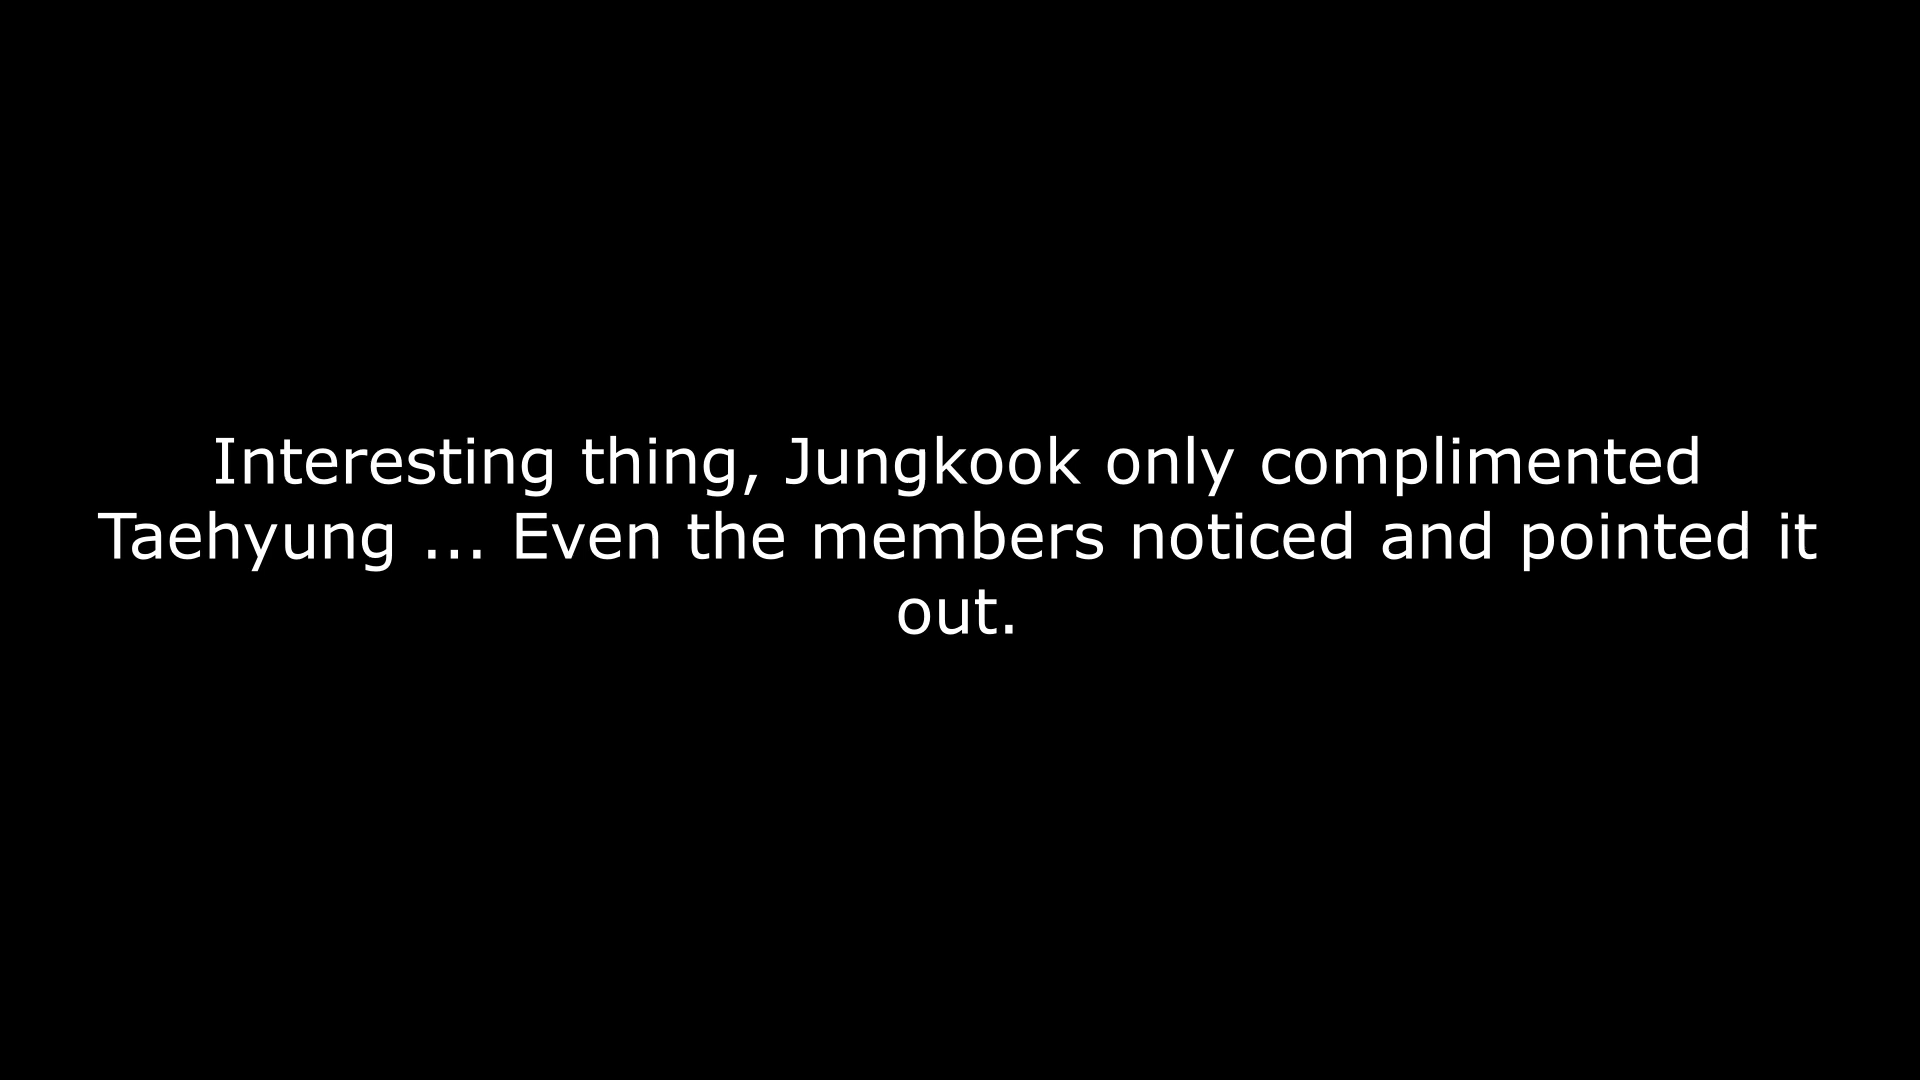 Interesting thing, Jungkook only complimented
Taehyung ... Even the members noticed and pointed it
out.